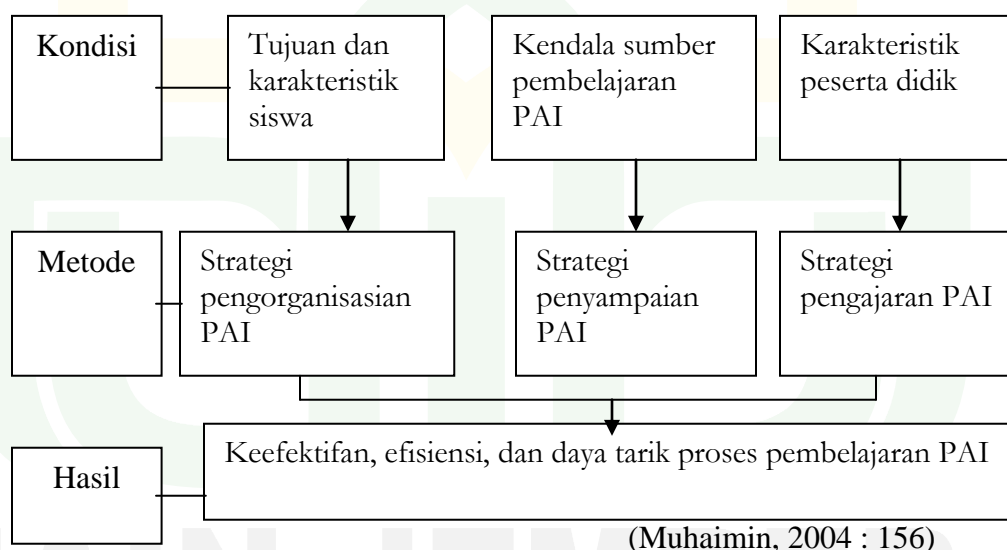 Kondisi
Tujuan dan
karakteristik
siswa
Kendala sumber
pembelajaran
PAI
Karakteristik
peserta didik
Metode
Strategi
pengorganisasian
PAI
Strategi
penyampaian
PAI
Strategi
pengajaran PAI
Hasil
Keefektifan, efisiensi, dan daya tarik proses pembelajaran PAI
(Muhaimin, 2004 : 156)